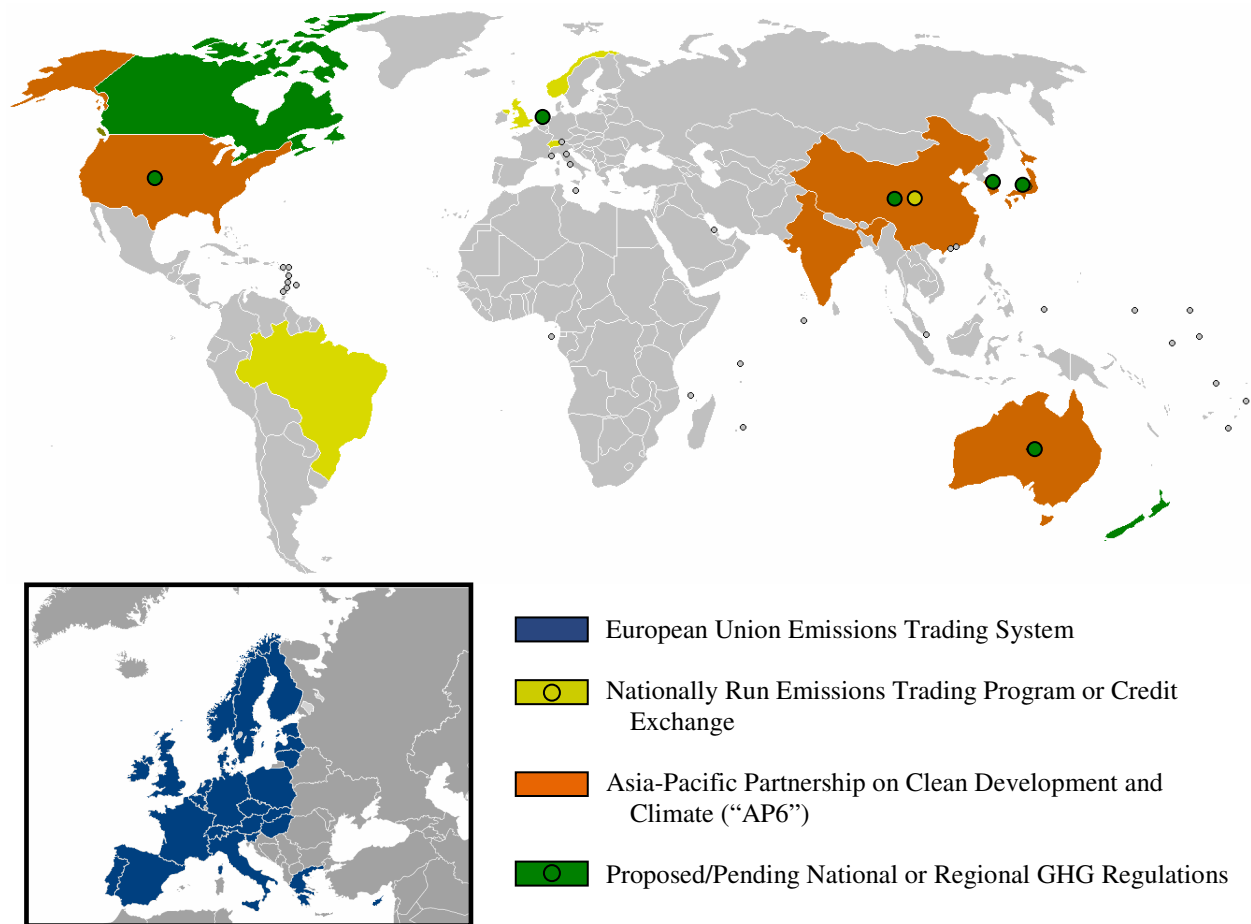 European Union Emissions Trading System
Nationally Run Emissions Trading Program or Credit
Exchange
Asia-Pacific Partnership on Clean Development and
Climate (“AP6”)
Proposed/Pending National or Regional GHG Regulations